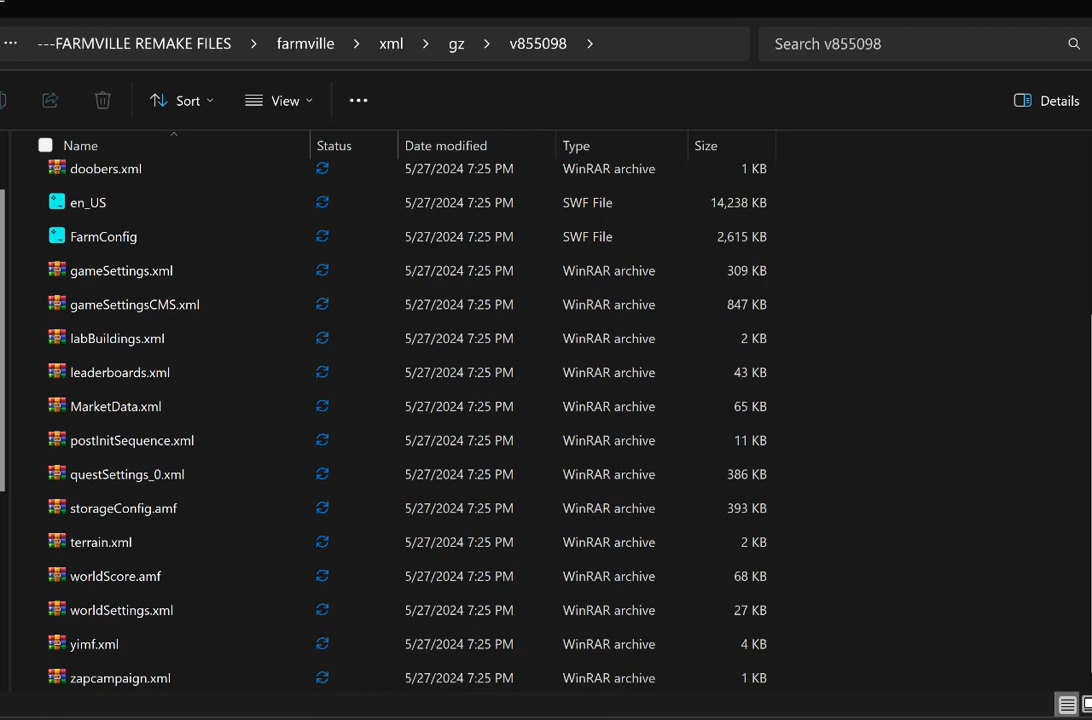 ---FARMVILLE REMAKE FILES > farmville > xml > gz > v855098 > Search v855098
Sort View Details
Name Status Date modified Type Size
doobers.xml 5/27/2024 7:25 PM WinRAR archive 1 KB
en_US 5/27/2024 7:25 PM SWF File 14,238 KB
FarmConfig 5/27/2024 7:25 PM SWF File 2,615 KB
gameSettings.xml 5/27/2024 7:25 PM WinRAR archive 309 KB
gameSettingsCMS.xml 5/27/2024 7:25 PM WinRAR archive 847 KB
labBuildings.xml 5/27/2024 7:25 PM WinRAR archive 2 KB
leaderboards.xml 5/27/2024 7:25 PM WinRAR archive 43 KB
MarketData.xml 5/27/2024 7:25 PM WinRAR archive 65 KB
postInitSequence.xml 5/27/2024 7:25 PM WinRAR archive 11 KB
questSettings_0.xml 5/27/2024 7:25 PM WinRAR archive 386 KB
storageConfig.amf 5/27/2024 7:25 PM WinRAR archive 393 KB
terrain.xml 5/27/2024 7:25 PM WinRAR archive 2 KB
worldScore.amf 5/27/2024 7:25 PM WinRAR archive 68 KB
worldSettings.xml 5/27/2024 7:25 PM WinRAR archive 27 KB
yimf.xml 5/27/2024 7:25 PM WinRAR archive 4 KB
zapcampaign.xml 5/27/2024 7:25 PM WinRAR archive 1 KB